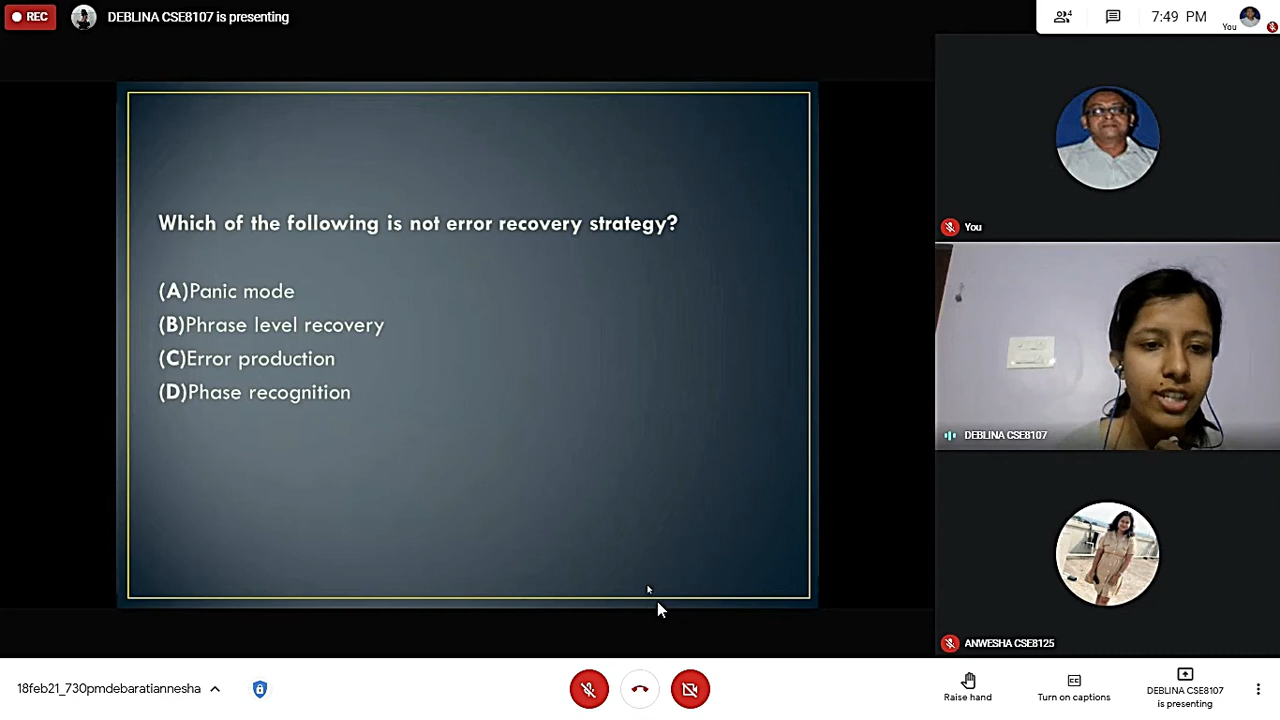 REC
DEBLINA CSE8107 is presenting
4
7:49 PM
You
Which of the following is not error recovery strategy?
(A)Panic mode
(B)Phrase level recovery
(C)Error production
(D)Phase recognition
You
DEBLINA CSE8107
ANWESHA CSE8125
18feb21_730pmdebaratiannesha
Raise hand
CC
Turn on captions
DEBLINA CSE8107
is presenting